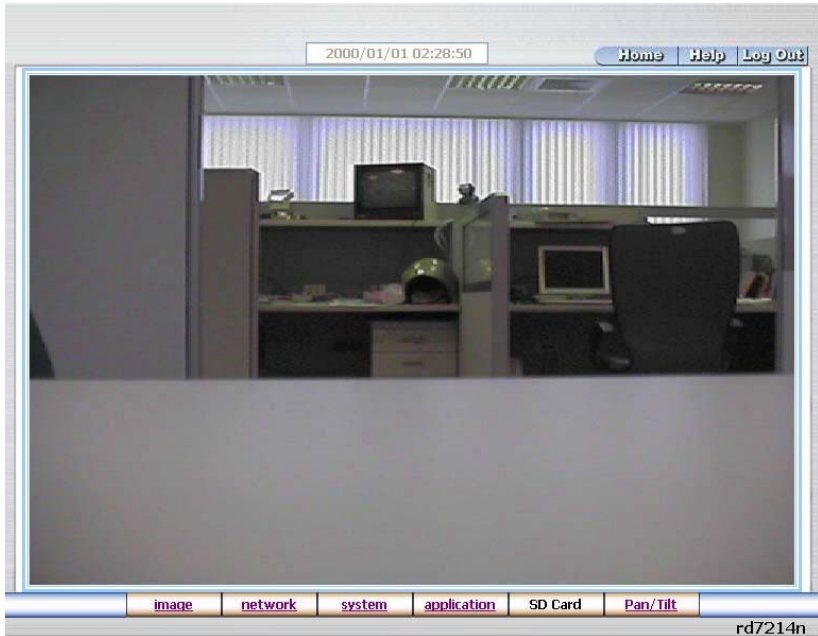 2000/01/01 02:28:50
Home Help Log Out
image network system application SD Card Pan/Tilt
rd7214n